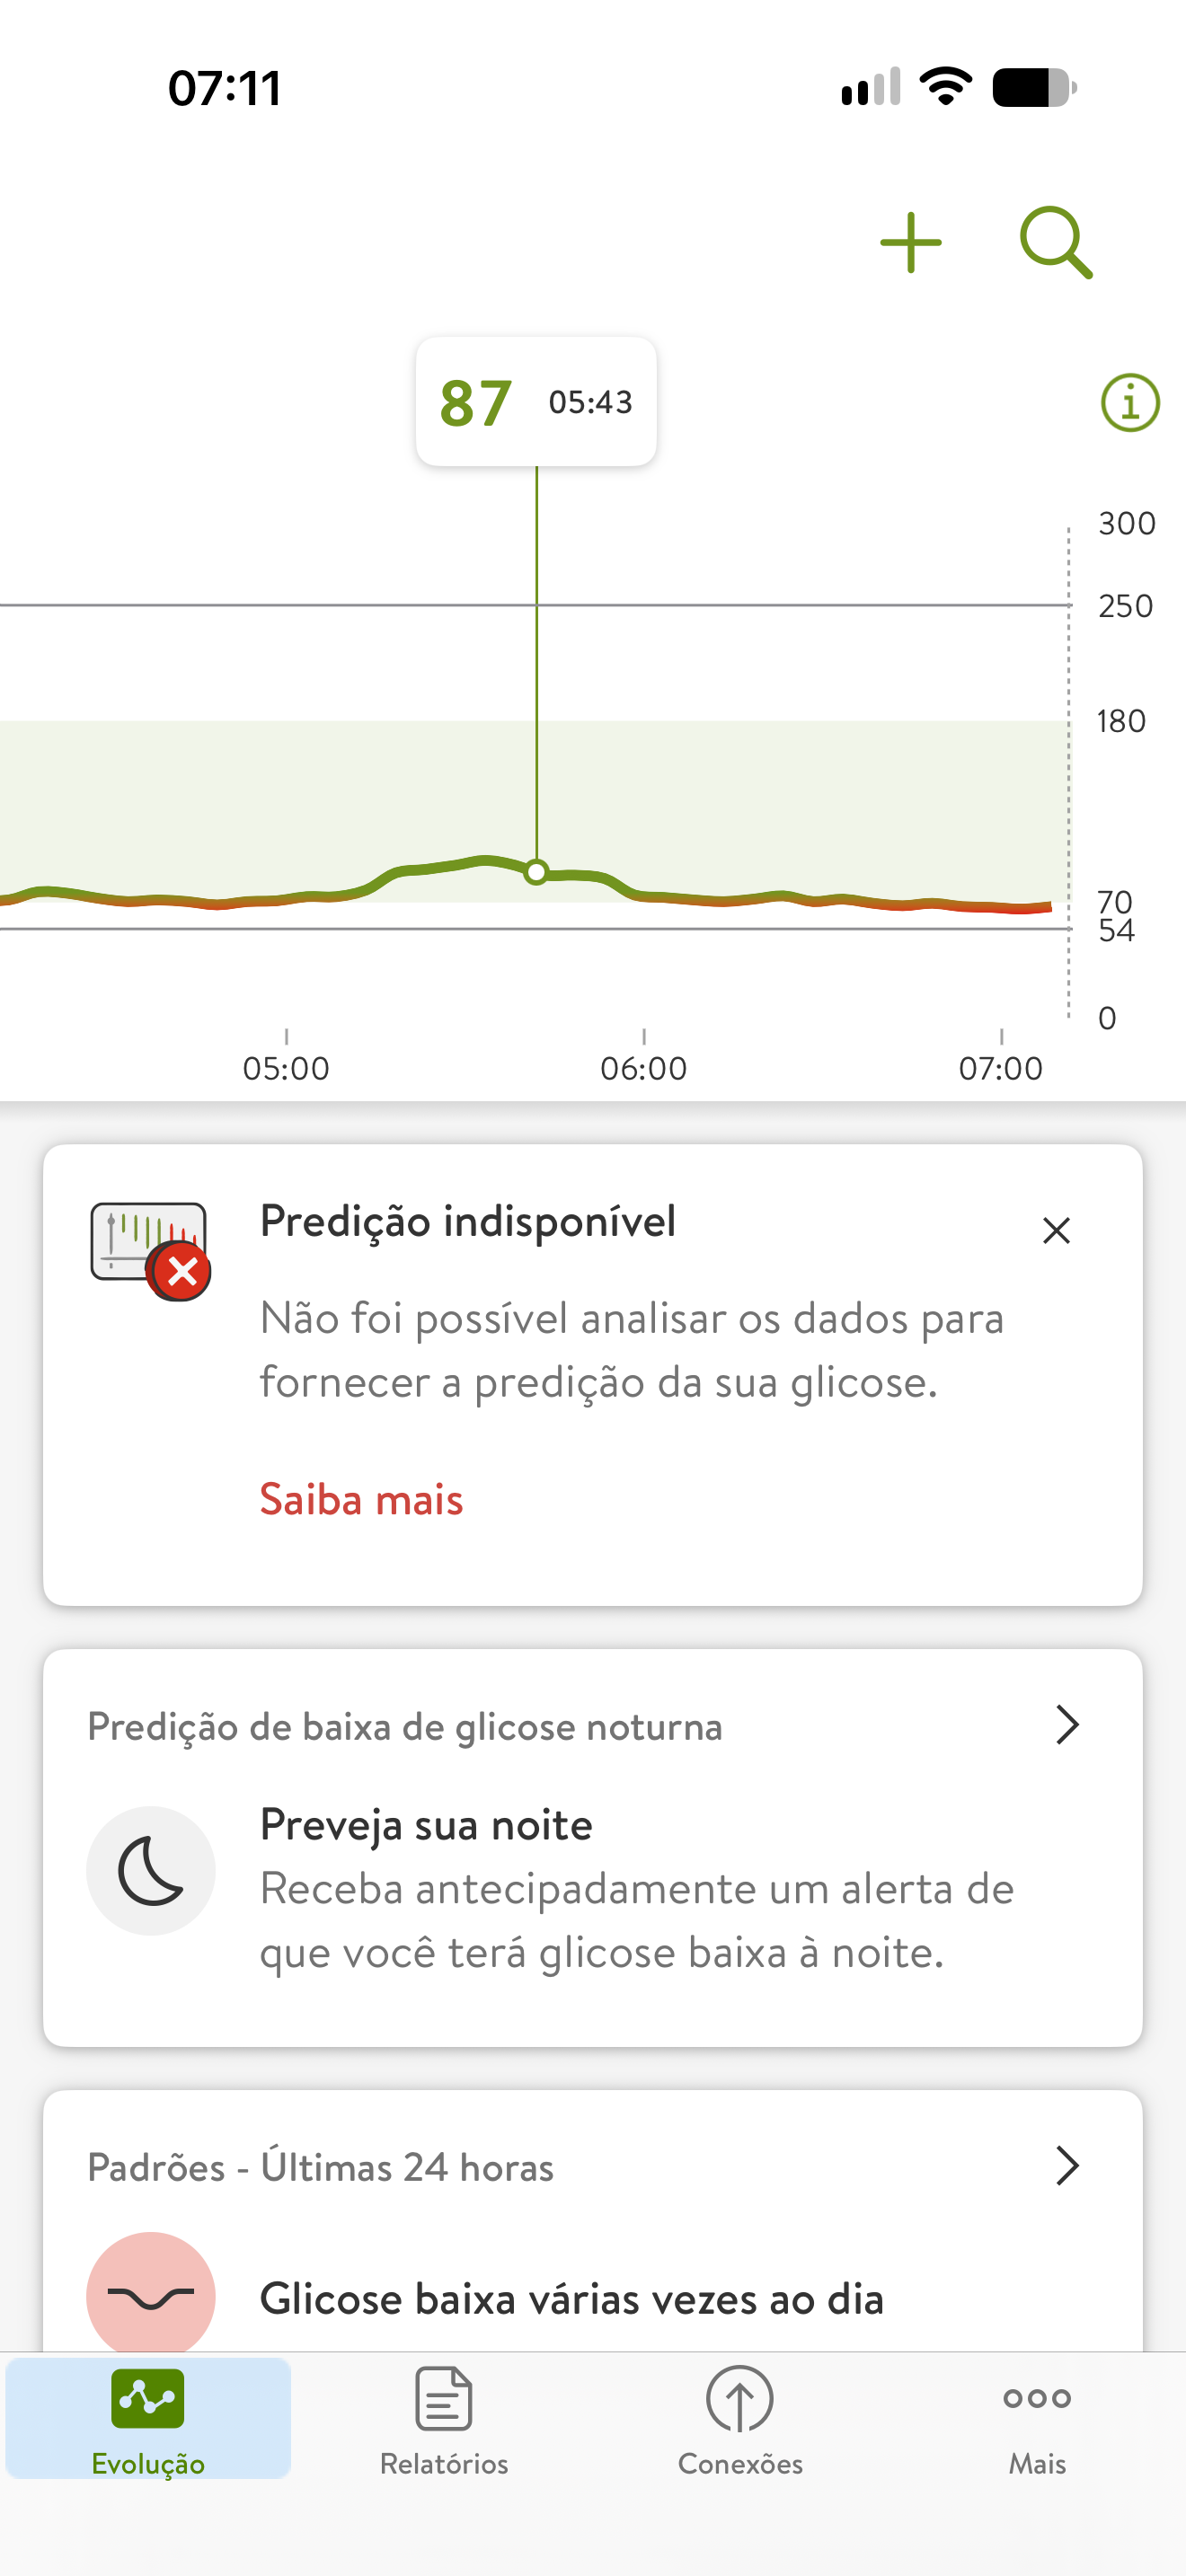 07:11
87 05:43
300
250
180
70
54
0
05:00 06:00 07:00
Predição indisponível
Não foi possível analisar os dados para
fornecer a predição da sua glicose.
Saiba mais
Predição de baixa de glicose noturna
Preveja sua noite
Receba antecipadamente um alerta de
que você terá glicose baixa à noite.
Padrões - Últimas 24 horas
Glicose baixa várias vezes ao dia
Evolução Relatórios Conexões Mais